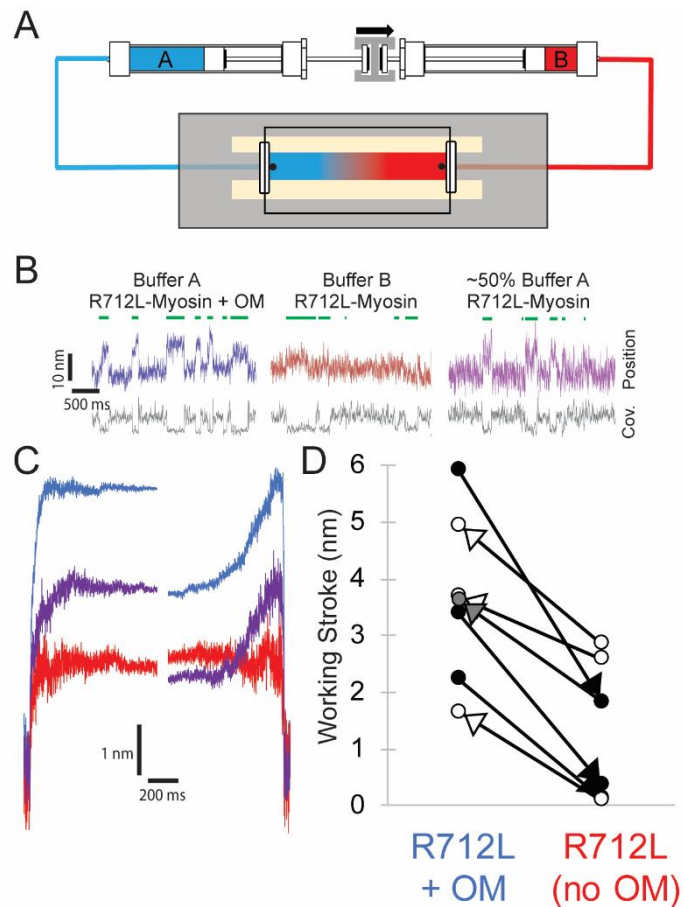 A
A
B
B
Buffer A
R712L-Myosin + OM
Buffer B
R712L-Myosin
~50% Buffer A
R712L-Myosin
10 nm
500 ms
Position
Cov.
C
1 nm
200 ms
D
Working Stroke (nm)
6
5
4
3
2
1
0
R712L
+ OM
R712L
(no OM)